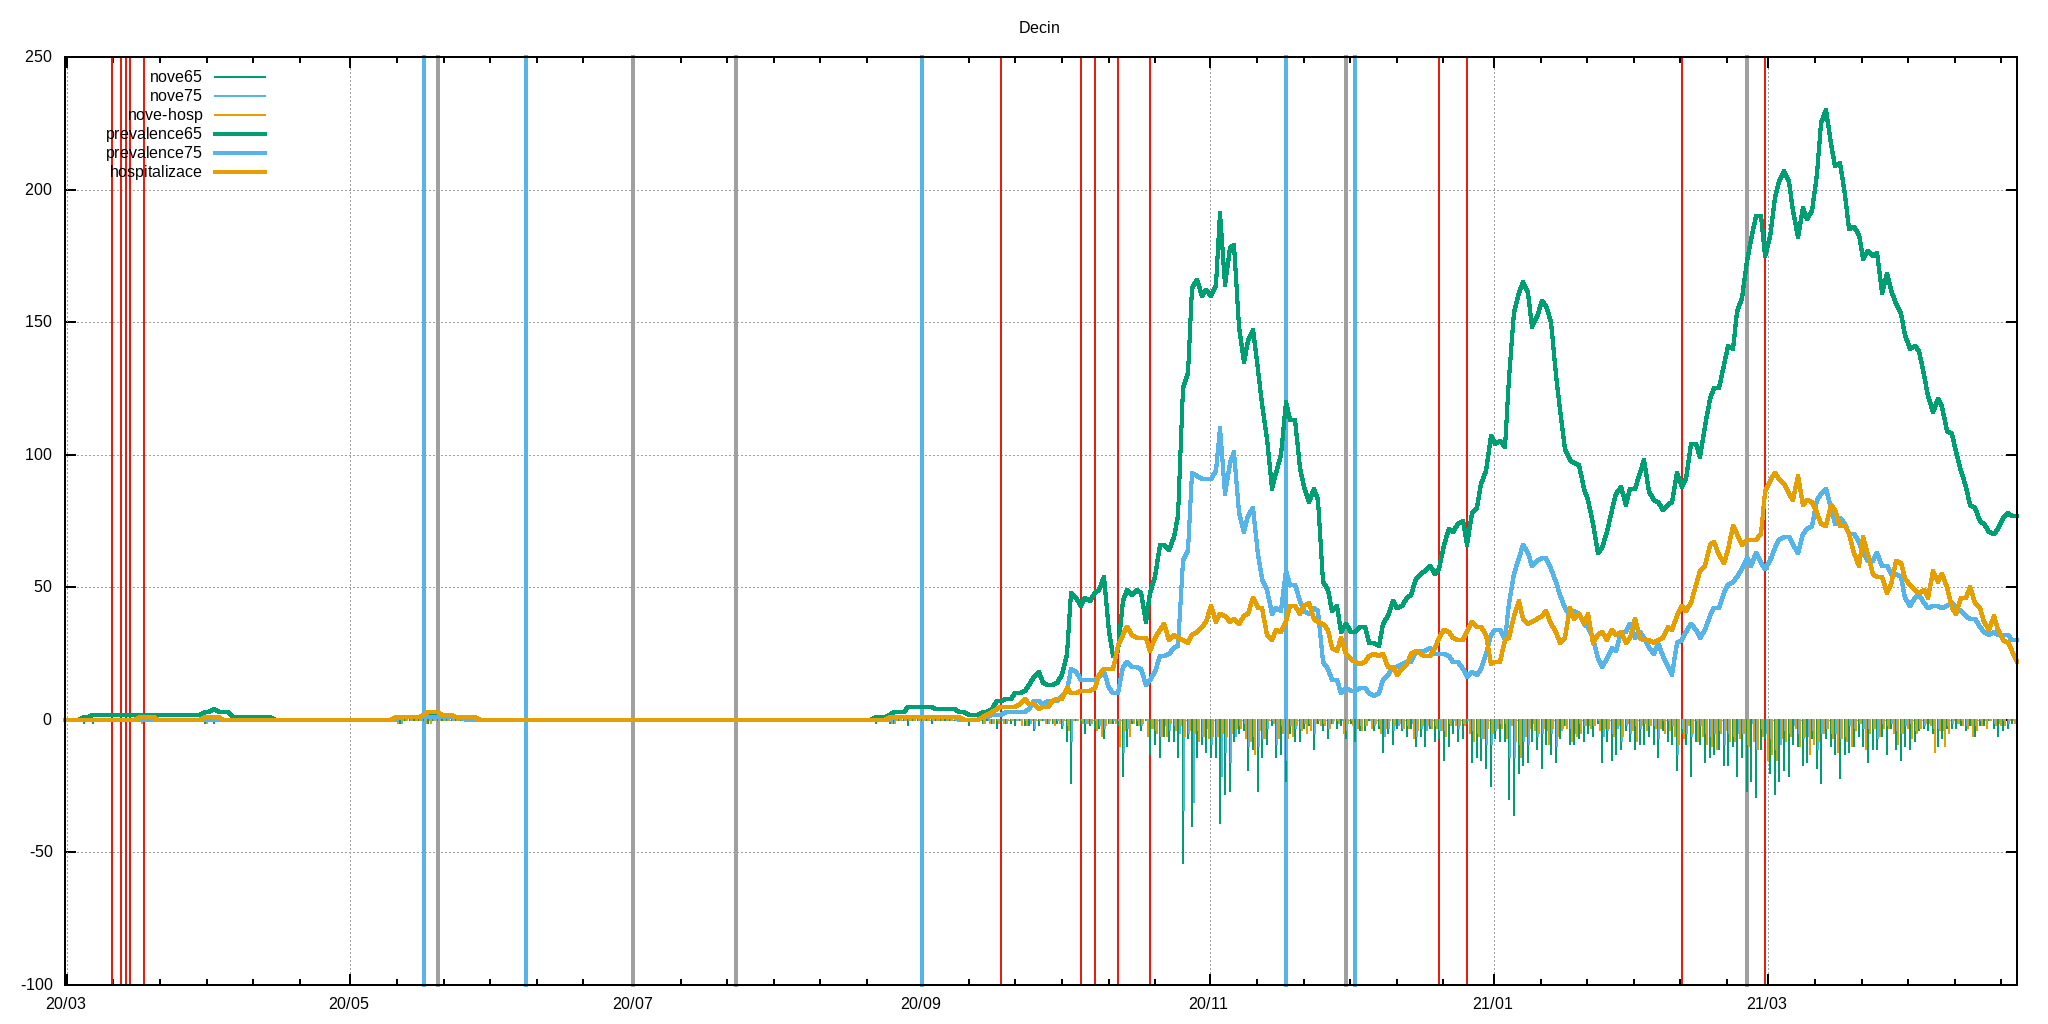 Decin
250
200
150
100
50
0
-50
-100
nove65
nove75
nove-hosp
prevalence65
prevalence75
hospitalizace
20/03 20/05 20/07 20/09 20/11 21/01 21/03